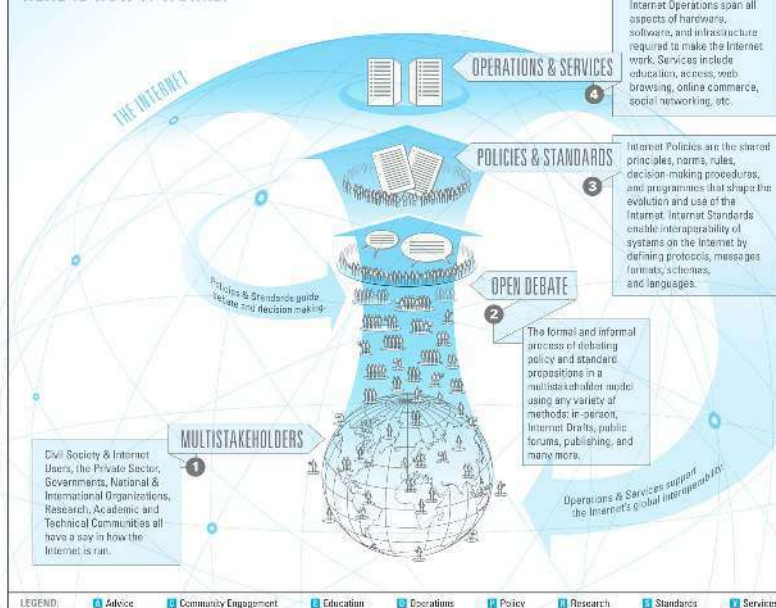 THE INTERNET
OPERATIONS & SERVICES
4
Internet Operations span all
aspects of hardware,
software, and infrastructure
required to make the Internet
work. Services include
education, access, web
browsing, online commerce,
social networking, etc.
POLICIES & STANDARDS
3
Internet Policies are the shared
principles, norms, rules,
decision-making procedures,
and programmes that shape the
evolution and use of the
Internet. Internet Standards
enable interoperability of
systems on the Internet by
defining protocols, messages
formats, schemas,
and languages.
Policies & Standards guide
debate and decision making.
OPEN DEBATE
2
The formal and informal
process of debating
policy and standard
propositions in a
multistakeholder model
using any variety of
methods: in-person,
Internet Drafts, public
forums, publishing, and
many more.
MULTISTAKEHOLDERS
1
Civil Society & Internet
Users, the Private Sector,
Governments, National &
International Organizations,
Research, Academic and
Technical Communities all
have a say in how the
Internet is run.
Operations & Services support
the Internet's global interoperability.
LEGEND: A Advice C Community Engagement E Education O Operations P Policy R Research S Standards V Services